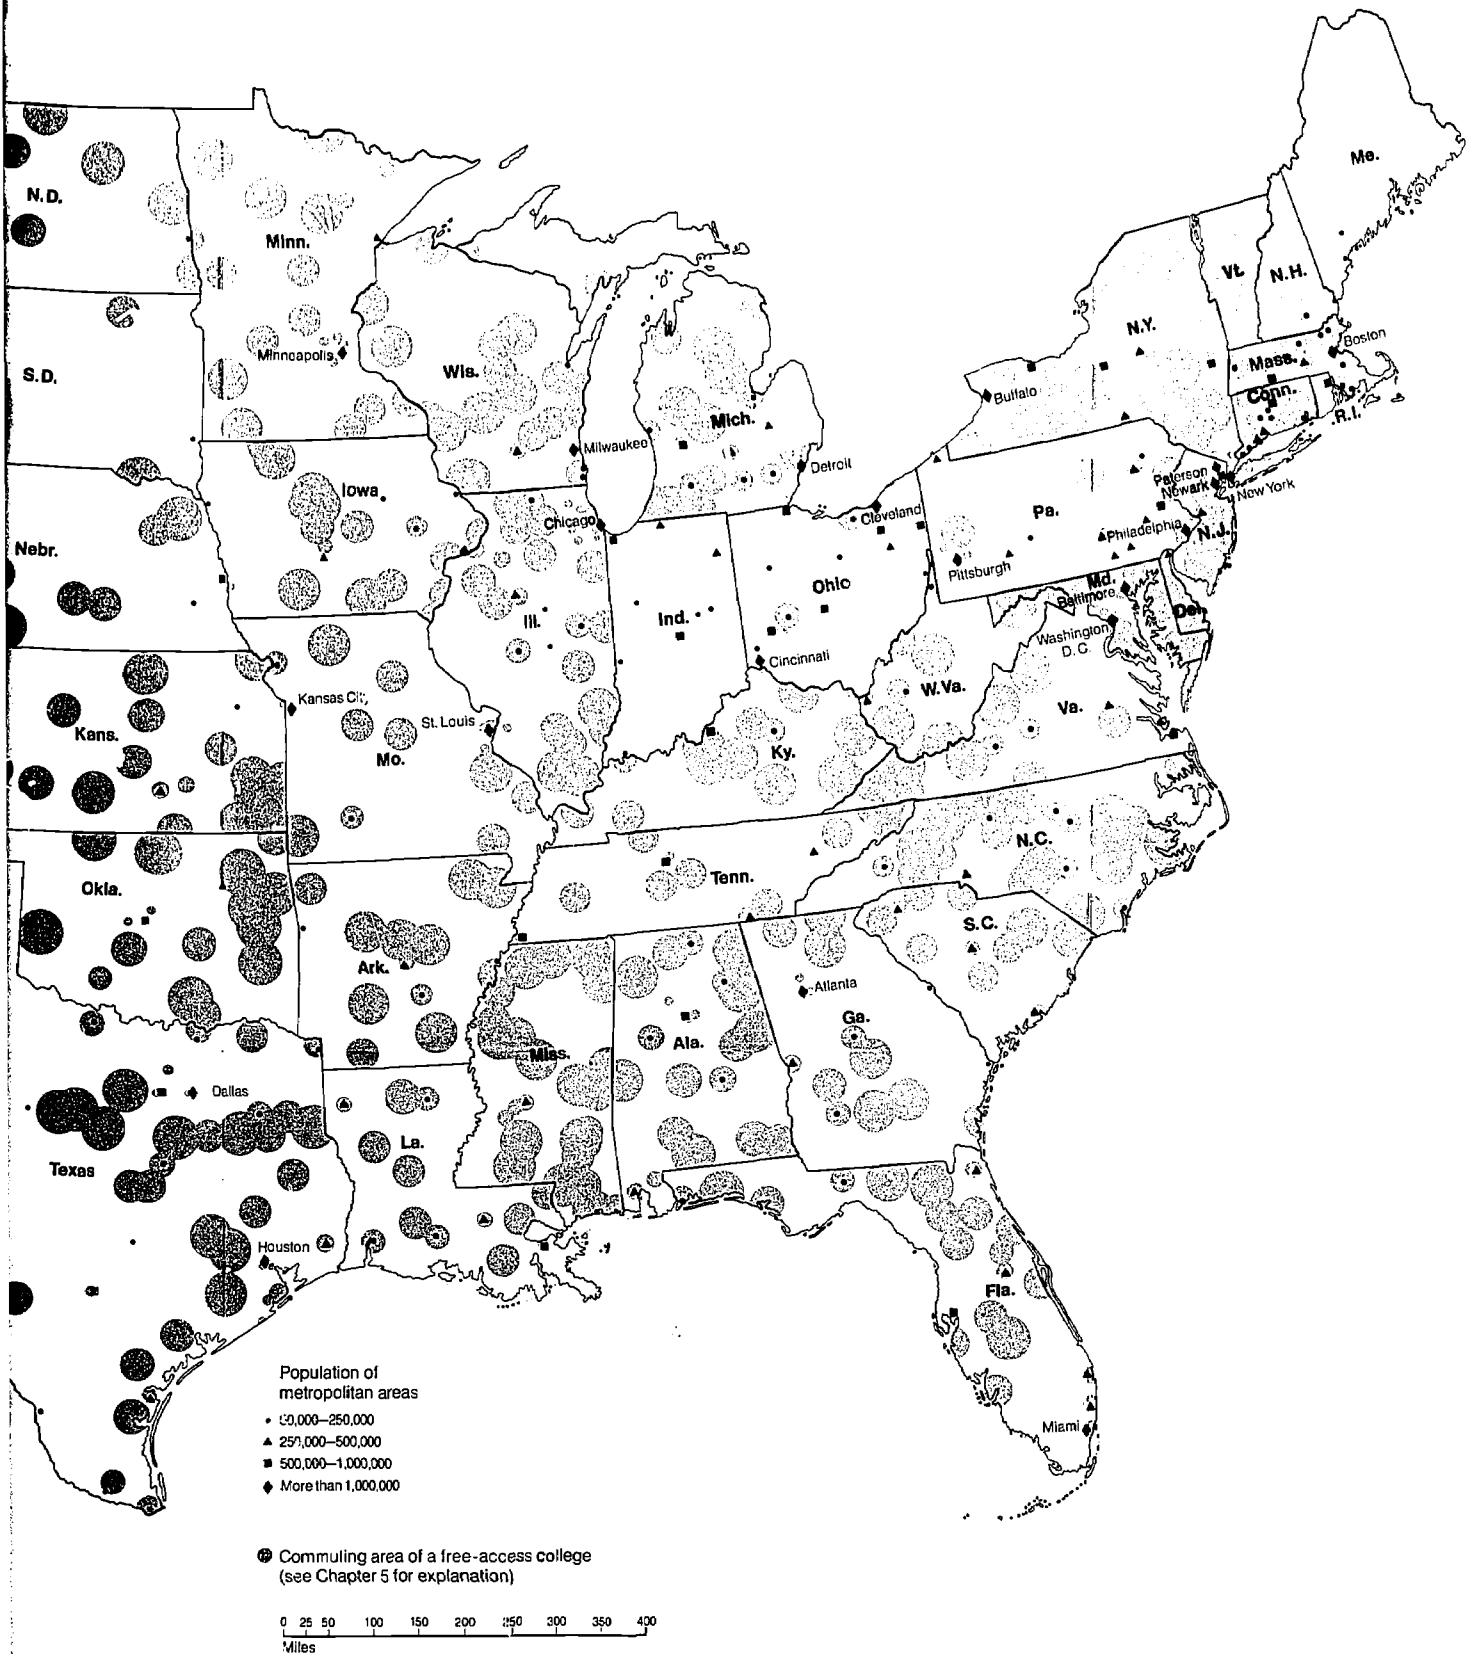 Me.
N.D.
Minn.
Vt.
N.H.
N.Y.
S.D.
Minneapolis
Wis.
Mich.
Buffalo
Mass.
Boston
Conn.
R.I.
Milwaukee
Detroit
Iowa
Chicago
Cleveland
Pa.
Paterson
Newark
New York
Philadelphia
N.J.
Nebr.
Pittsburgh
Ohio
Md.
Baltimore
Del.
Ill.
Ind.
Washington
D.C.
Cincinnati
W.Va.
Va.
Kansas City
St. Louis
Kans.
Mo.
Ky.
N.C.
Okla.
Tenn.
S.C.
Ark.
Atlanta
Ga.
Miss.
Ala.
Dallas
La.
Texas
Houston
Fla.
Miami
Population of
metropolitan areas
50,000–250,000
250,000–500,000
500,000–1,000,000
More than 1,000,000
Commuting area of a free-access college
(see Chapter 5 for explanation)
0 25 50 100 150 200 250 300 350 400
Miles